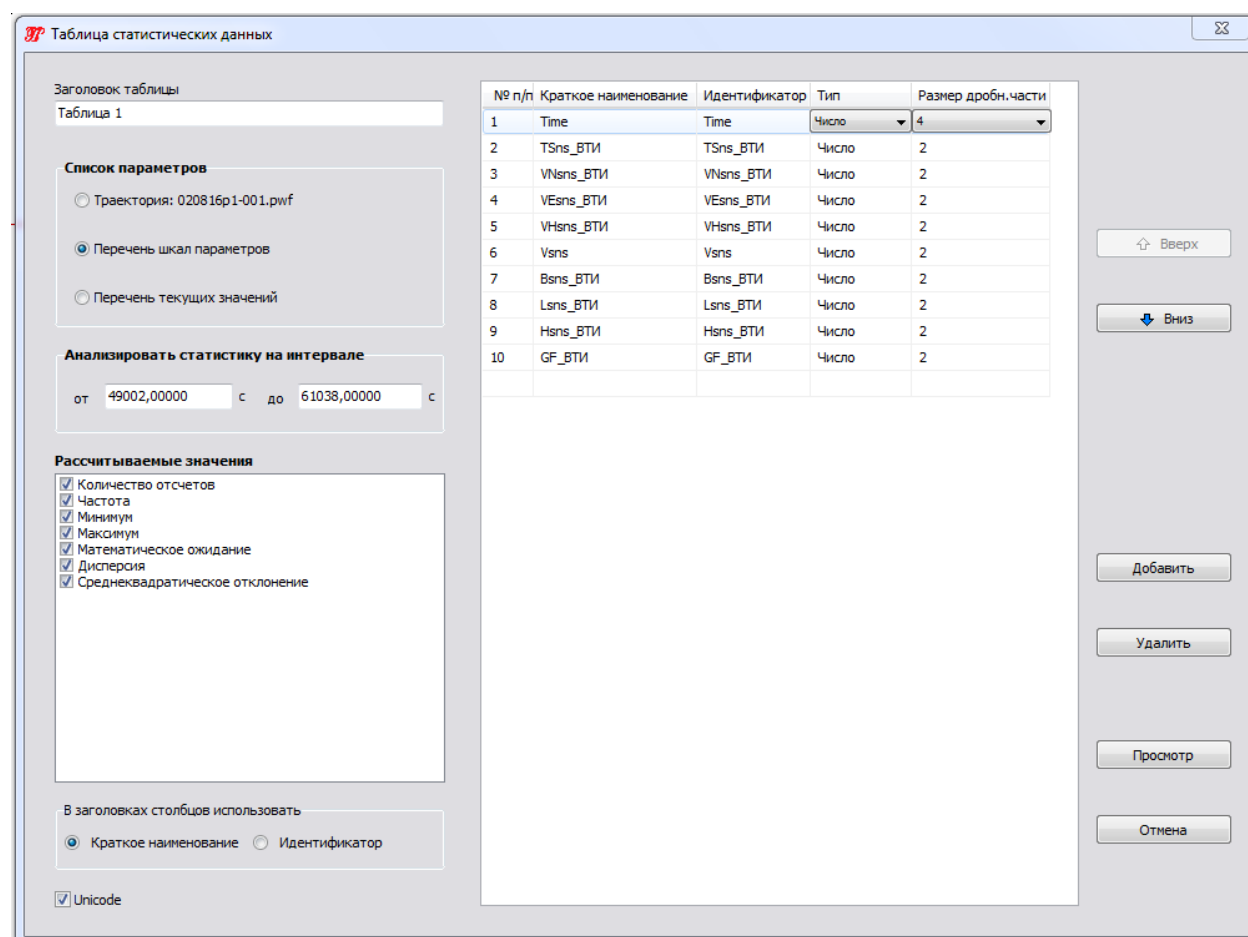 Таблица статистических данных
Заголовок таблицы
Таблица 1
Список параметров
Траектория: 020816р1-001.pwf
Перечень шкал параметров
Перечень текущих значений
Анализировать статистику на интервале
от 49002,00000 с до 61038,00000 с
Рассчитываемые значения
Количество отсчетов
Частота
Минимум
Максимум
Математическое ожидание
Дисперсия
Среднеквадратическое отклонение
В заголовках столбцов использовать
Краткое наименование Идентификатор
Unicode
№ п/п Краткое наименование Идентификатор Тип Размер дробн.части
1 Time Time Число 4
2 TSns_ВТИ TSns_ВТИ Число 2
3 VNsns_ВТИ VNsns_ВТИ Число 2
4 VEsns_ВТИ VEsns_ВТИ Число 2
5 VHsns_ВТИ VHsns_ВТИ Число 2
6 Vsns Vsns Число 2
7 Bsns_ВТИ Bsns_ВТИ Число 2
8 Lsns_ВТИ Lsns_ВТИ Число 2
9 Hsns_ВТИ Hsns_ВТИ Число 2
10 GF_ВТИ GF_ВТИ Число 2
Вверх
Вниз
Добавить
Удалить
Просмотр
Отмена